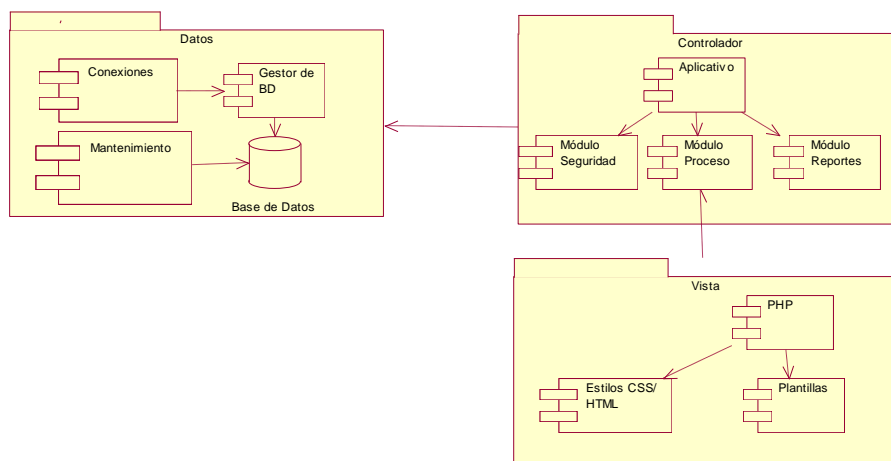 Datos
Conexiones
Gestor de
BD
Mantenimiento
Base de Datos
Controlador
Aplicativo
Módulo
Seguridad
Módulo
Proceso
Módulo
Reportes
Vista
PHP
Estilos CSS/
HTML
Plantillas